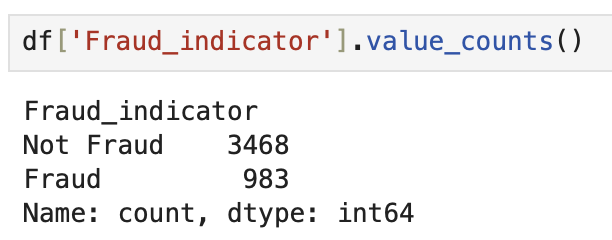 df['Fraud_indicator'].value_counts()
Fraud_indicator
Not Fraud    3468
Fraud         983
Name: count, dtype: int64